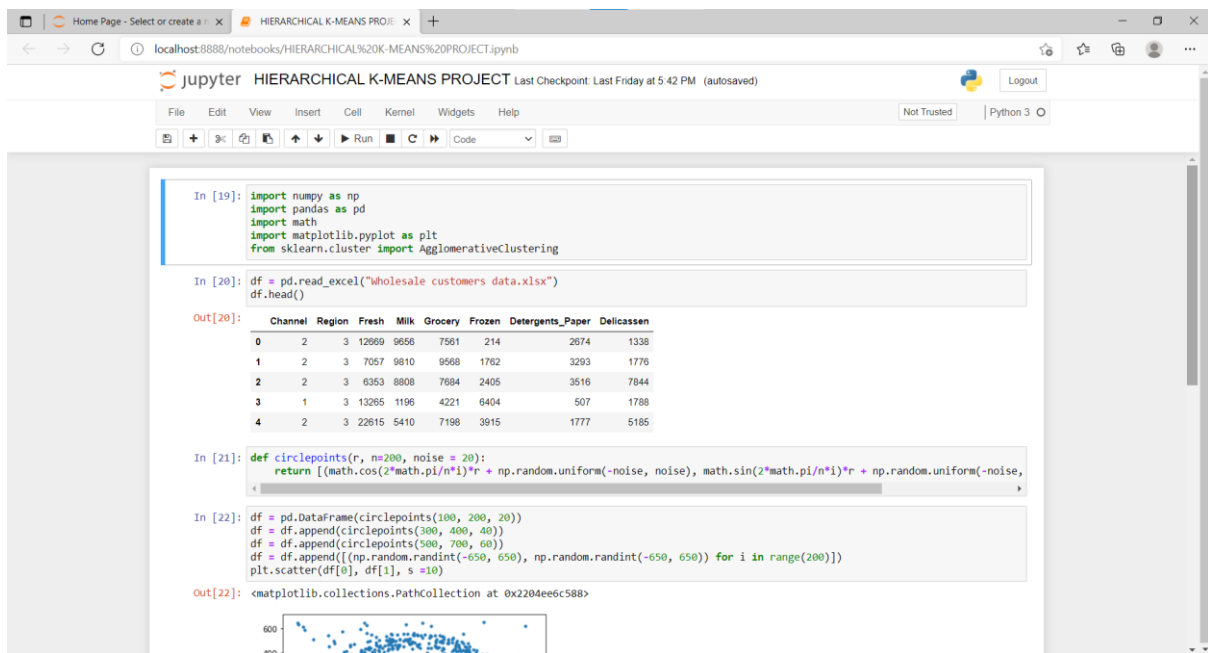 Home Page - Select or create a n
HIERARCHICAL K-MEANS PROJE
localhost:8888/notebooks/HIERARCHICAL%20K-MEANS%20PROJECT.ipynb
jupyter HIERARCHICAL K-MEANS PROJECT Last Checkpoint: Last Friday at 5:42 PM (autosaved)
Logout
File Edit View Insert Cell Kernel Widgets Help
Not Trusted
Python 3
Run
Code
In [19]: import numpy as np
import pandas as pd
import math
import matplotlib.pyplot as plt
from sklearn.cluster import AgglomerativeClustering
In [20]: df = pd.read_excel("Wholesale customers data.xlsx")
df.head()
Out[20]:
Channel Region Fresh Milk Grocery Frozen Detergents_Paper Delicassen
0 2 3 12669 9656 7561 214 2674 1338
1 2 3 7057 9810 9568 1762 3293 1776
2 2 3 6353 8808 7684 2405 3516 7844
3 1 3 13265 1196 4221 6404 507 1788
4 2 3 22615 5410 7198 3915 1777 5185
In [21]: def circlepoints(r, n=200, noise = 20):
return [(math.cos(2*math.pi/n*i)*r + np.random.uniform(-noise, noise), math.sin(2*math.pi/n*i)*r + np.random.uniform(-noise,
In [22]: df = pd.DataFrame(circlepoints(100, 200, 20))
df = df.append(circlepoints(300, 400, 40))
df = df.append(circlepoints(500, 700, 60))
df = df.append([(np.random.randint(-650, 650), np.random.randint(-650, 650)) for i in range(200)])
plt.scatter(df[0], df[1], s =10)
Out[22]: <matplotlib.collections.PathCollection at 0x2204ee6c588>
600
400